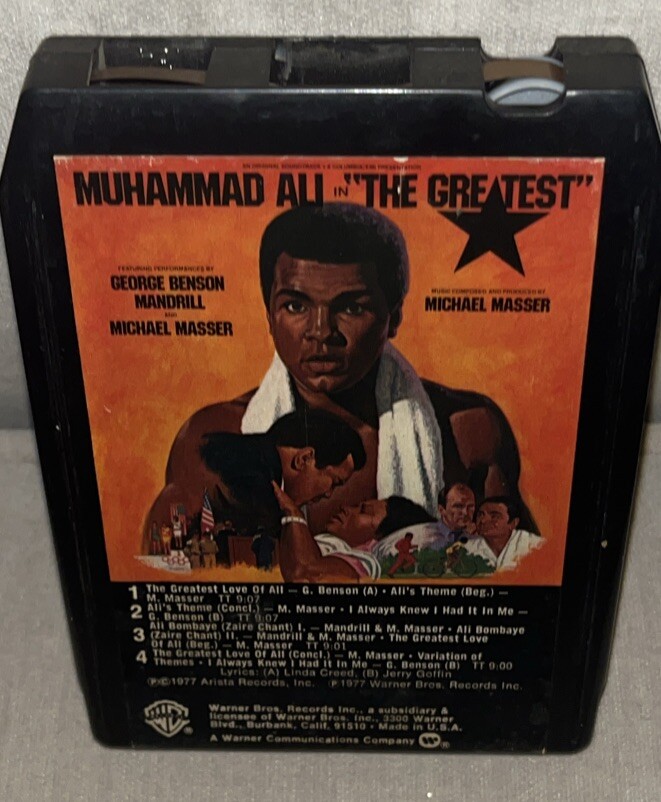 AN ORIGINAL SOUNDTRACK • A COLUMBIA/EMI PRESENTATION
MUHAMMAD ALI IN "THE GREATEST"
FEATURING PERFORMANCES BY
GEORGE BENSON
MANDRILL
AND
MICHAEL MASSER
MUSIC COMPOSED AND PRODUCED BY
MICHAEL MASSER
1 The Greatest Love Of All — G. Benson (A) • Ali's Theme (Beg.) —
M. Masser TT 9:07
2 Ali's Theme (Concl.) — M. Masser • I Always Knew I Had It In Me —
G. Benson (B) TT 9:07
3 Ali Bombaye (Zaire Chant) I, — Mandrill & M. Masser • Ali Bombaye
(Zaire Chant) II. — Mandrill & M. Masser • The Greatest Love
Of All (Beg.) — M. Masser TT 9:01
4 The Greatest Love Of All (Concl.) — M. Masser • Variation of
Themes • I Always Knew I Had It In Me — G. Benson (B) TT 9:00
Lyrics: (A) Linda Creed, (B) Jerry Goffin
℗©1977 Arista Records, Inc. ℗1977 Warner Bros. Records Inc.
Warner Bros. Records Inc., a subsidiary &
licensee of Warner Bros. Inc., 3300 Warner
Blvd., Burbank, Calif. 91510 • Made in U.S.A.
A Warner Communications Company ®